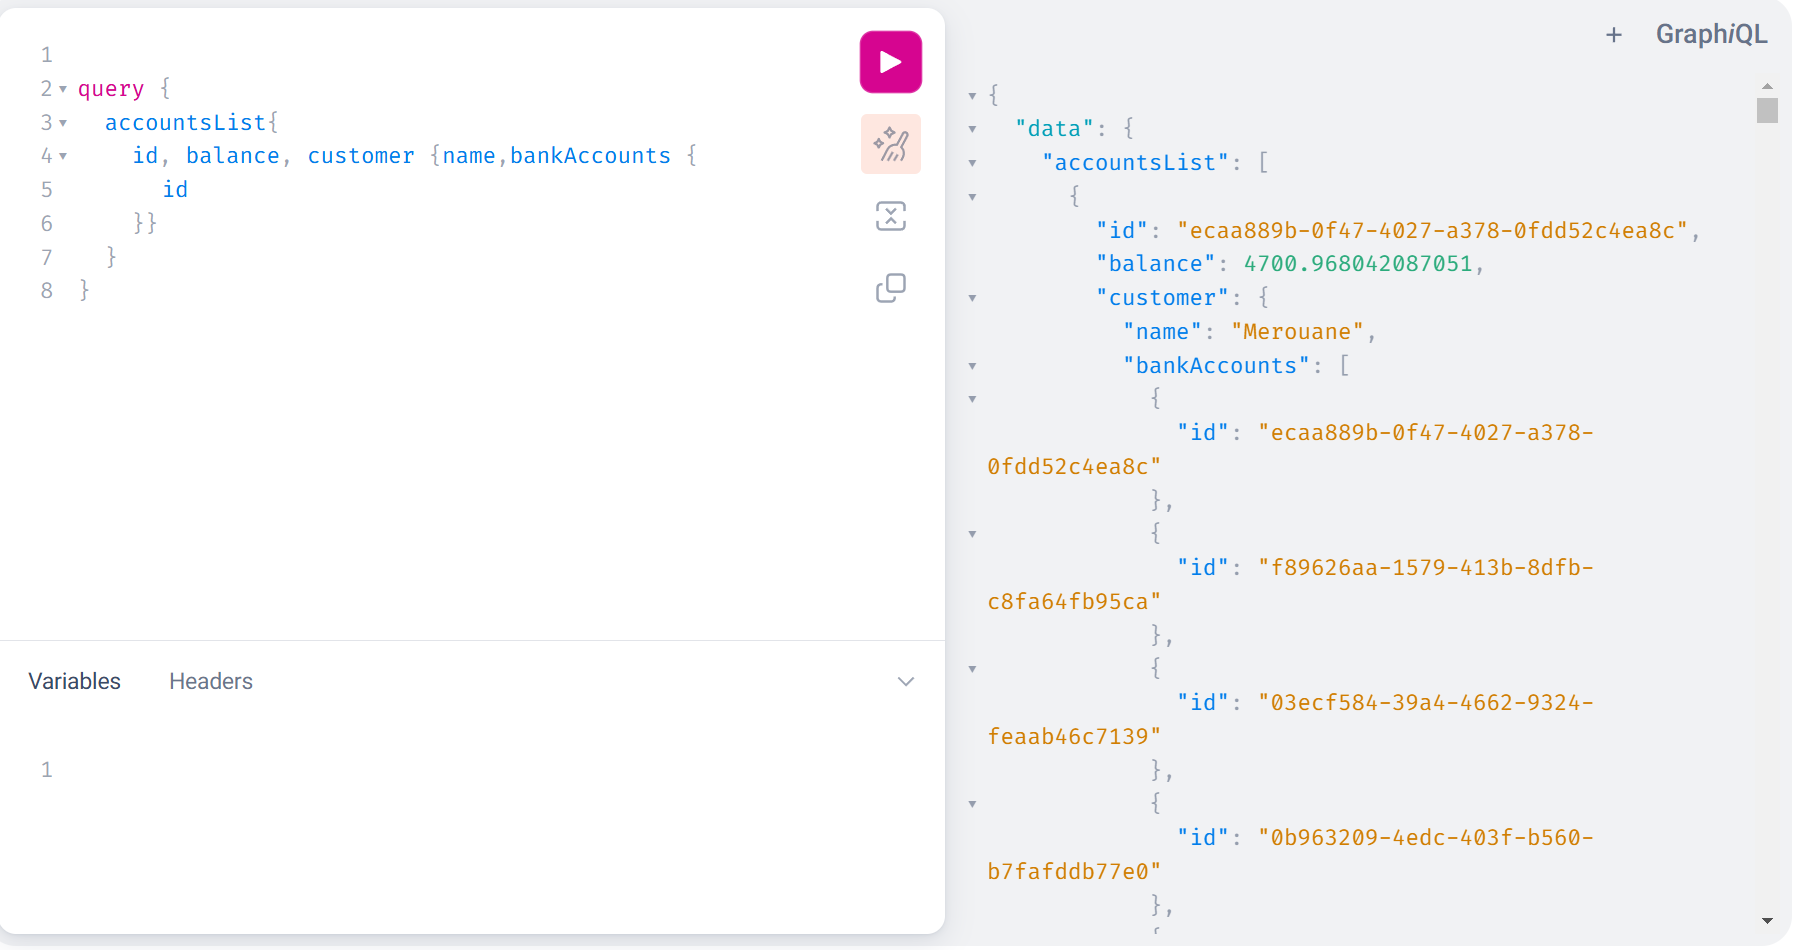 1
2 query {
3 accountsList{
4 id, balance, customer {name,bankAccounts {
5 id
6 }}
7 }
8 }
Variables Headers
1
+ GraphiQL
{
"data": {
"accountsList": [
{
"id": "ecaa889b-0f47-4027-a378-0fdd52c4ea8c",
"balance": 4700.968042087051,
"customer": {
"name": "Merouane",
"bankAccounts": [
{
"id": "ecaa889b-0f47-4027-a378-
0fdd52c4ea8c"
},
{
"id": "f89626aa-1579-413b-8dfb-
c8fa64fb95ca"
},
{
"id": "03ecf584-39a4-4662-9324-
feaab46c7139"
},
{
"id": "0b963209-4edc-403f-b560-
b7fafddb77e0"
},
{